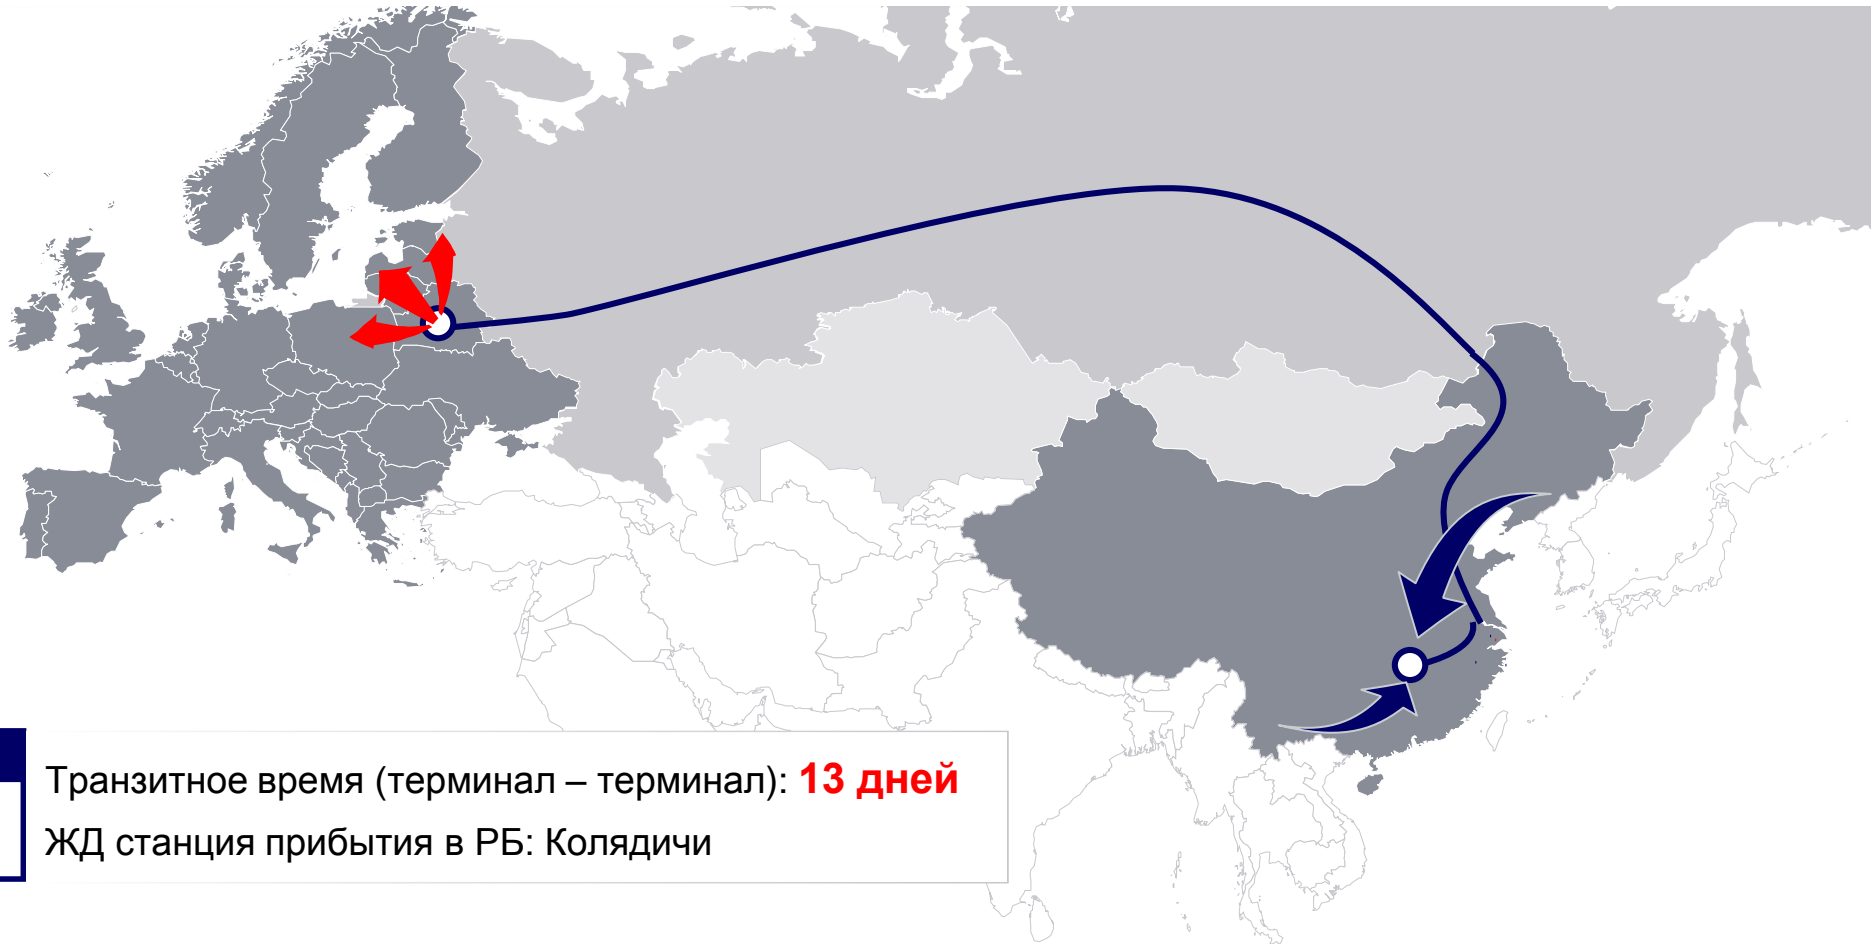 Транзитное время (терминал – терминал): 13 дней
ЖД станция прибытия в РБ: Колядичи